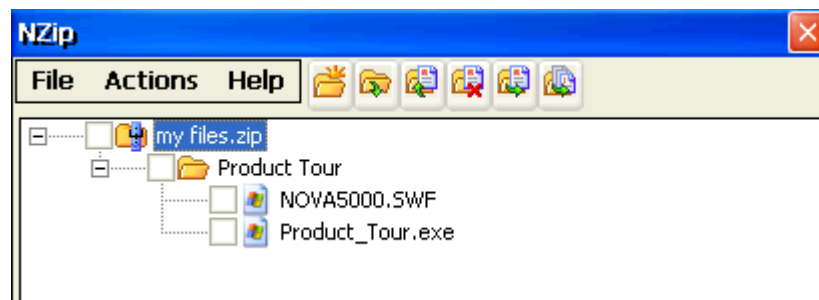 NZip
File Actions Help
my files.zip
Product Tour
NOVA5000.SWF
Product_Tour.exe